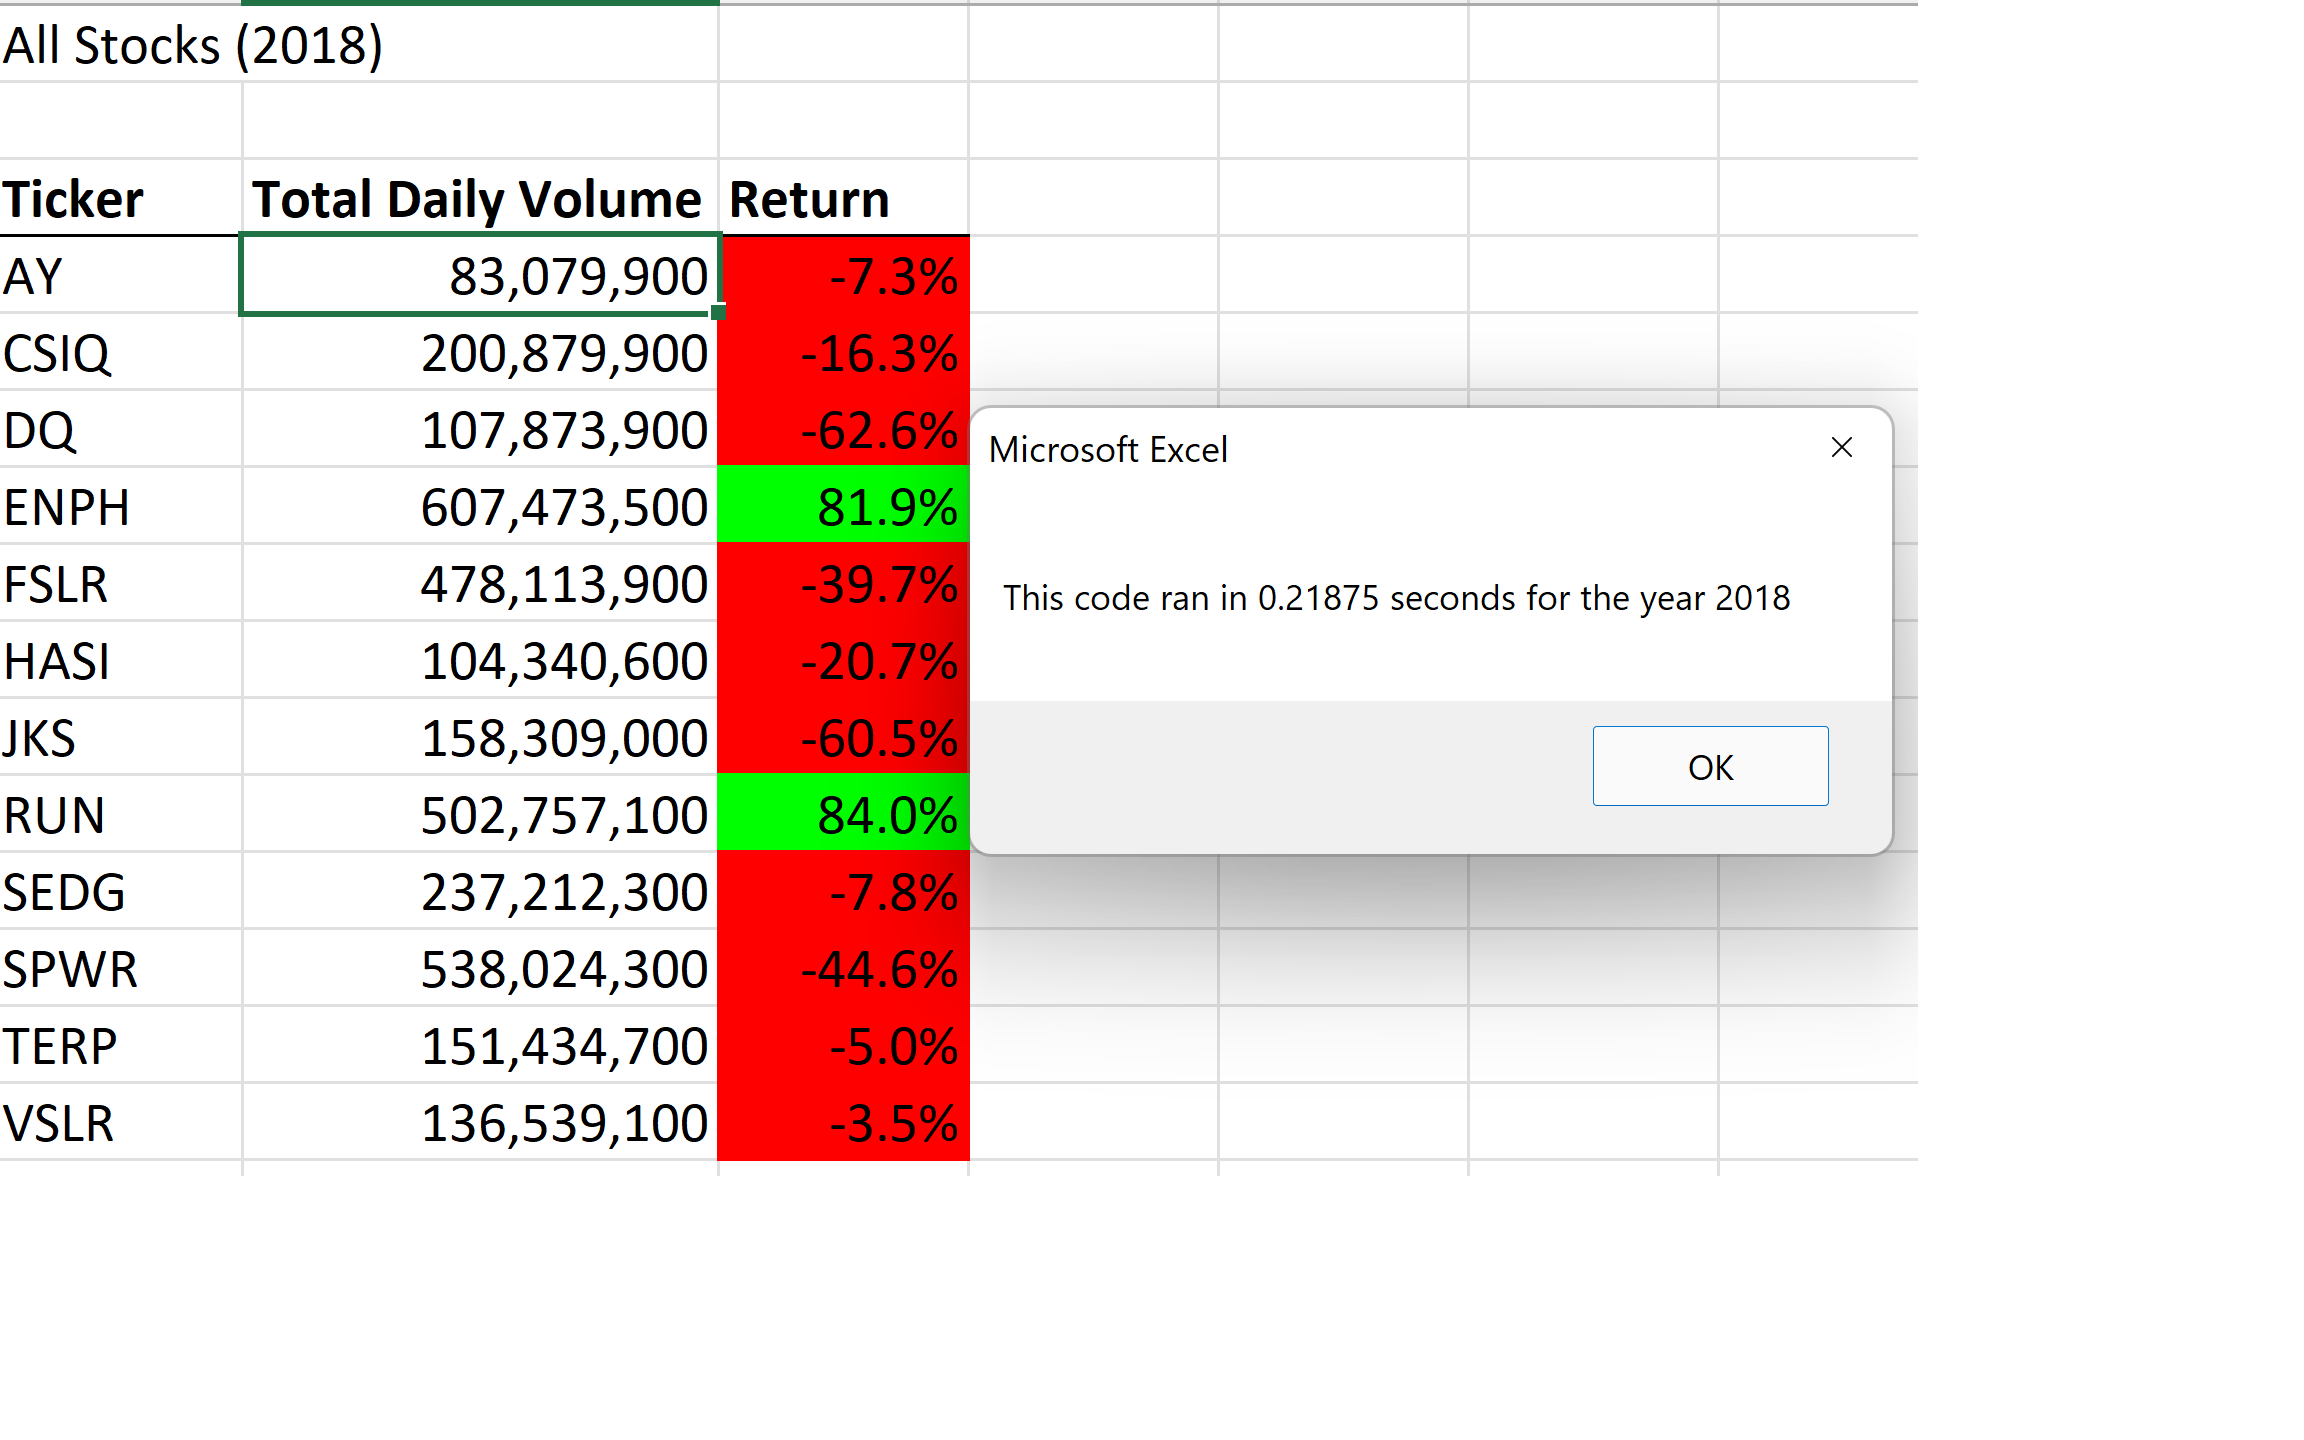 All Stocks (2018)
Ticker Total Daily Volume Return
AY 83,079,900 -7.3%
CSIQ 200,879,900 -16.3%
DQ 107,873,900 -62.6%
ENPH 607,473,500 81.9%
FSLR 478,113,900 -39.7%
HASI 104,340,600 -20.7%
JKS 158,309,000 -60.5%
RUN 502,757,100 84.0%
SEDG 237,212,300 -7.8%
SPWR 538,024,300 -44.6%
TERP 151,434,700 -5.0%
VSLR 136,539,100 -3.5%
Microsoft Excel
This code ran in 0.21875 seconds for the year 2018
OK